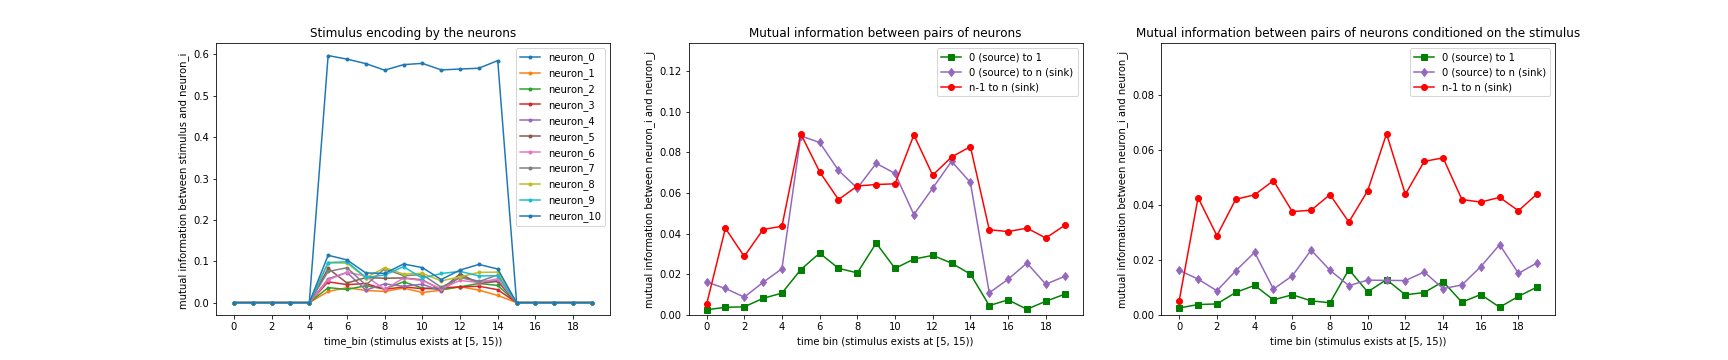 Stimulus encoding by the neurons
mutual information between stimulus and neuron_i
0.6
0.5
0.4
0.3
0.2
0.1
0.0
0 2 4 6 8 10 12 14 16 18
time_bin (stimulus exists at [5, 15))
neuron_0
neuron_1
neuron_2
neuron_3
neuron_4
neuron_5
neuron_6
neuron_7
neuron_8
neuron_9
neuron_10
Mutual information between pairs of neurons
mutual information between neuron_i and neuron_j
0.12
0.10
0.08
0.06
0.04
0.02
0.00
0 2 4 6 8 10 12 14 16 18
time bin (stimulus exists at [5, 15))
0 (source) to 1
0 (source) to n (sink)
n-1 to n (sink)
Mutual information between pairs of neurons conditioned on the stimulus
mutual information between neuron_i and neuron_j
0.08
0.06
0.04
0.02
0.00
0 2 4 6 8 10 12 14 16 18
time bin (stimulus exists at [5, 15))
0 (source) to 1
0 (source) to n (sink)
n-1 to n (sink)